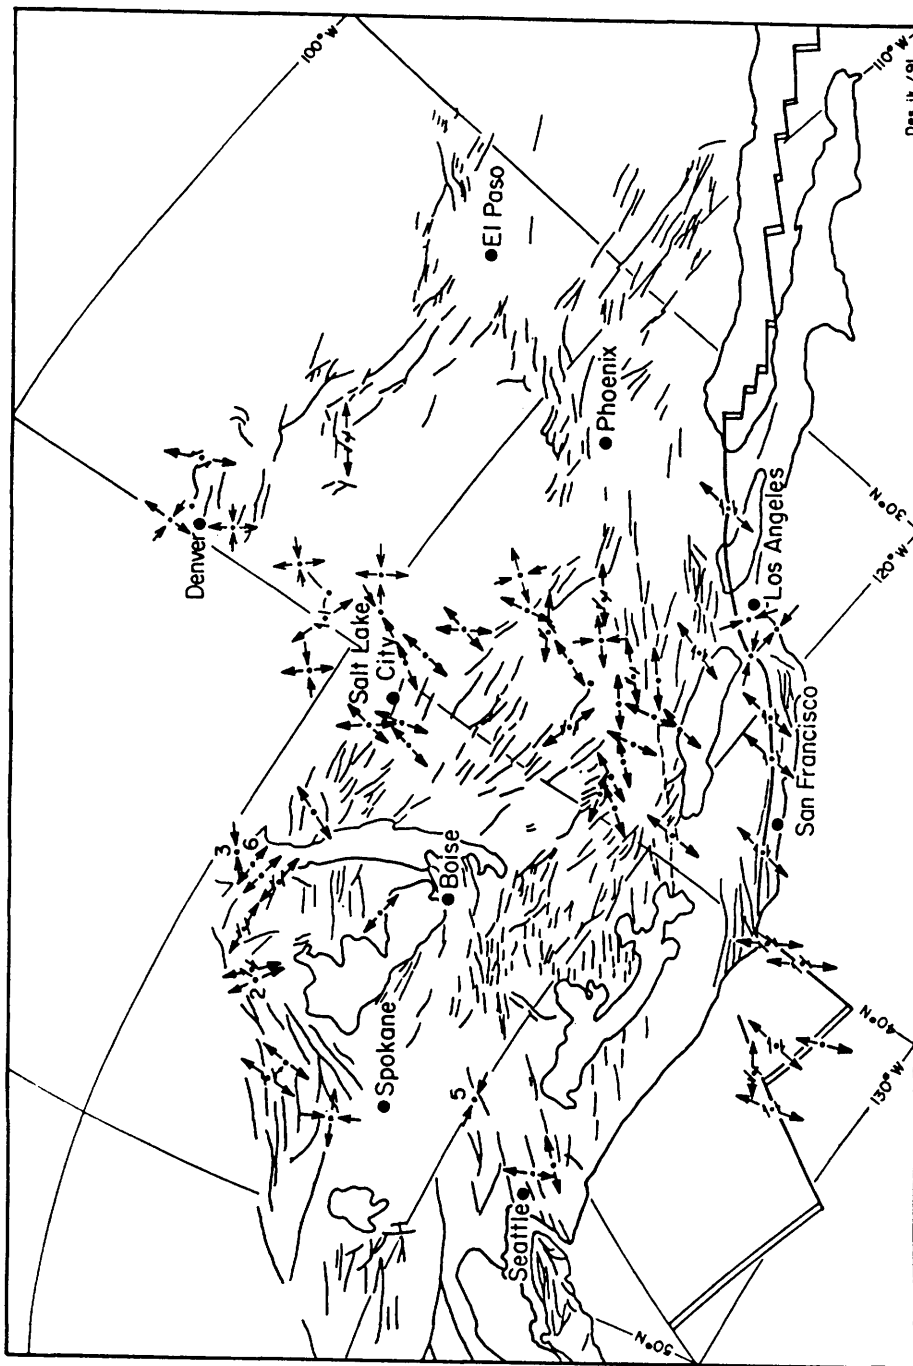 100°W
110°W
El Paso
Phoenix
30°N
120°W
Los Angeles
Denver
Salt Lake
City
San Francisco
3
6
Boise
2
40°N
130°W
Spokane
5
Seattle
50°N